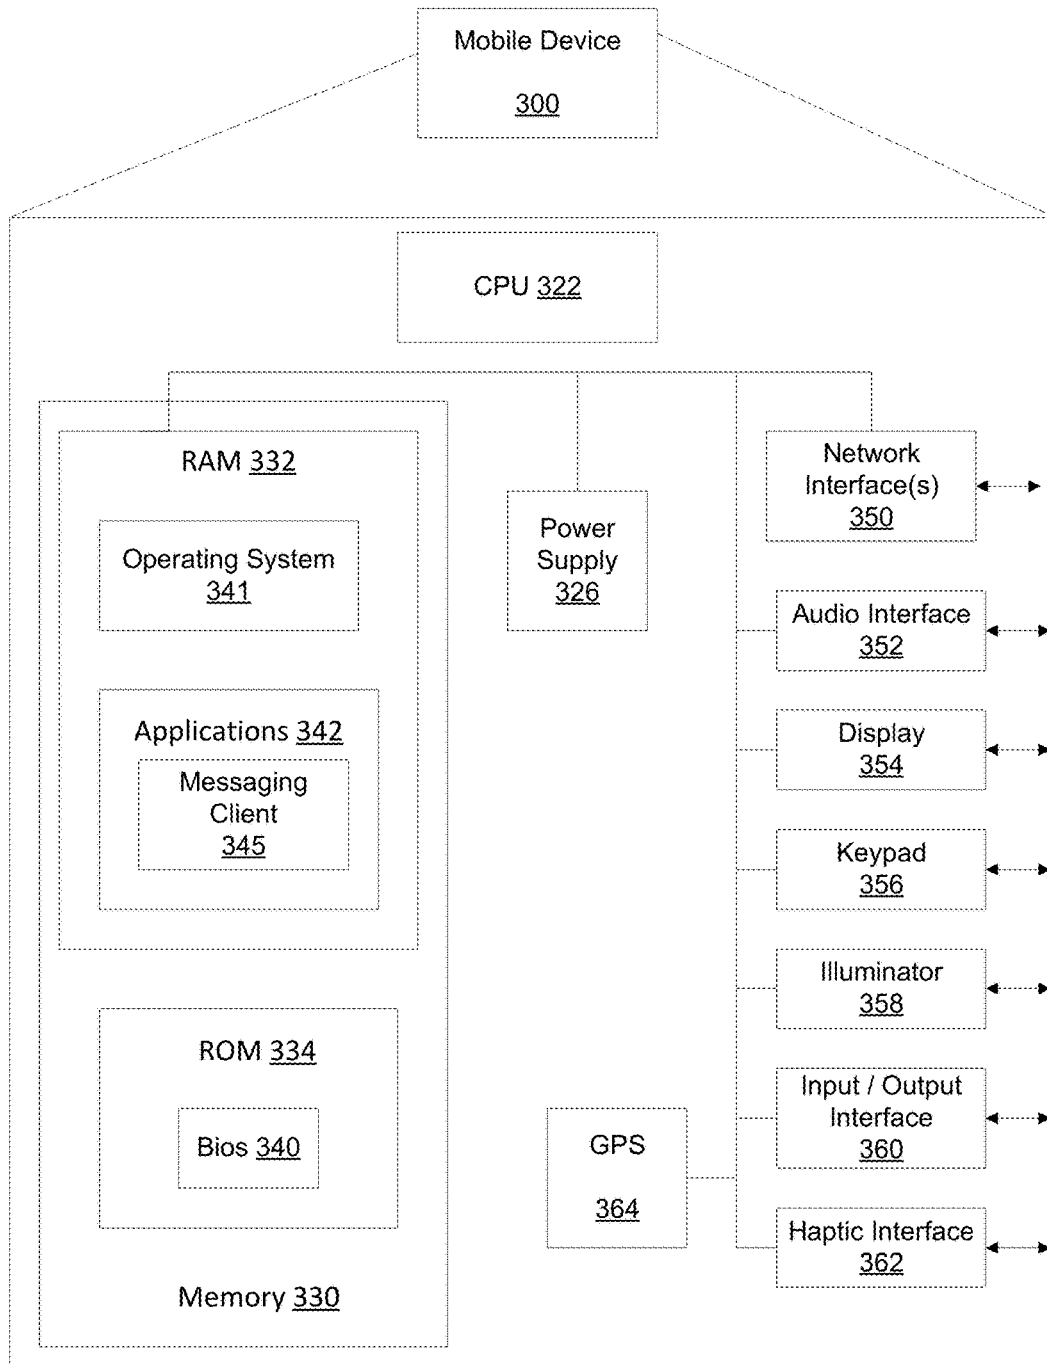 Mobile Device
300
CPU 322
RAM 332
Operating System
341
Applications 342
Messaging
Client
345
ROM 334
Bios 340
Memory 330
Power
Supply
326
GPS
364
Network
Interface(s)
350
Audio Interface
352
Display
354
Keypad
356
Illuminator
358
Input / Output
Interface
360
Haptic Interface
362